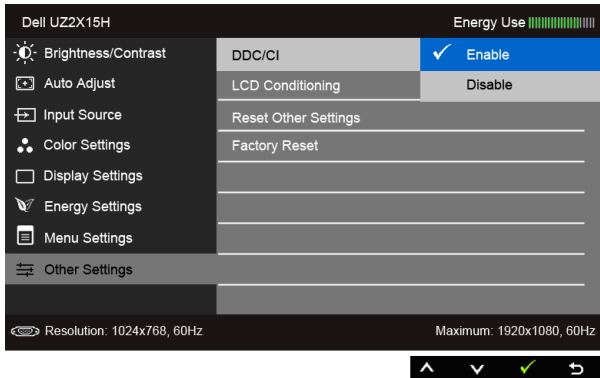 Dell UZ2X15H Energy Use
Brightness/Contrast DDC/CI Enable
Auto Adjust LCD Conditioning Disable
Input Source Reset Other Settings
Color Settings Factory Reset
Display Settings
Energy Settings
Menu Settings
Other Settings
Resolution: 1024x768, 60Hz Maximum: 1920x1080, 60Hz